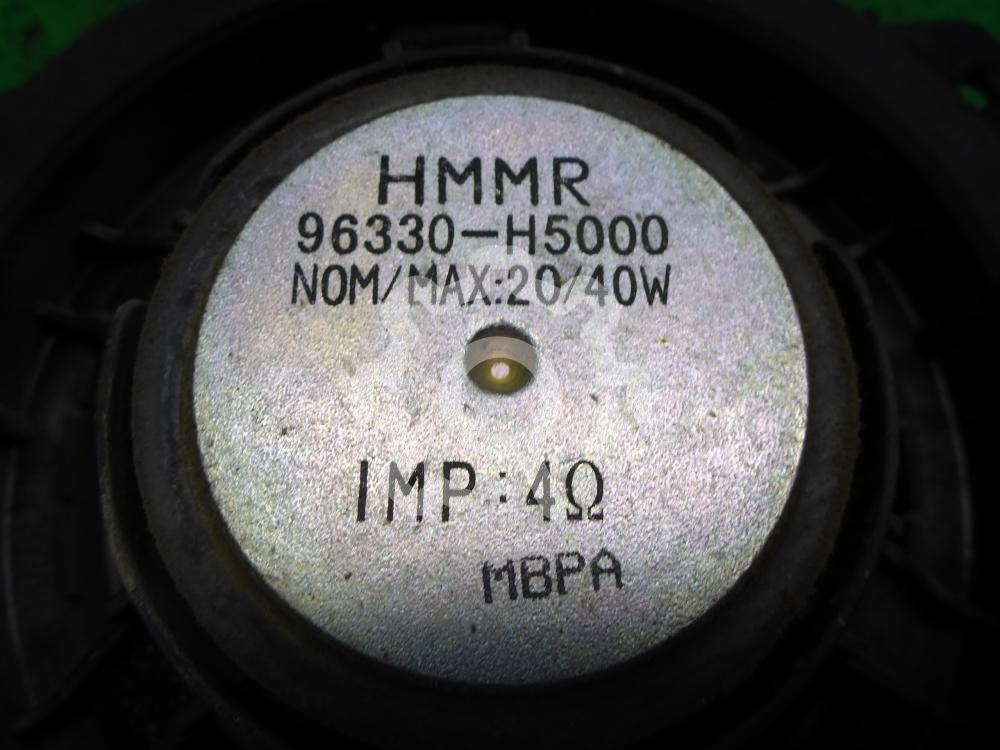 HMMR
96330-H5000
NOM/MAX:20/40W
IMP:4Ω
MBPA